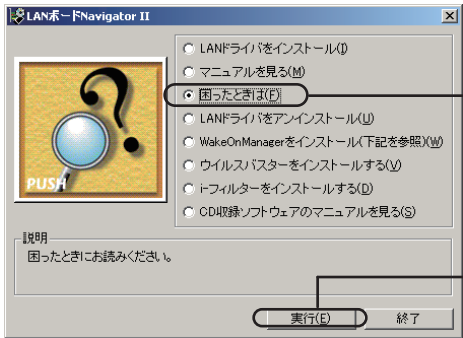 LANボードNavigator II
LANドライバをインストール(I)
マニュアルを見る(M)
困ったときは(F)
LANドライバをアンインストール(U)
WakeOnManagerをインストール(下記を参照)(W)
ウイルスバスターをインストールする(V)
i-フィルターをインストールする(D)
CD収録ソフトウェアのマニュアルを見る(S)
PUSH
説明
困ったときにお読みください。
実行(E)
終了